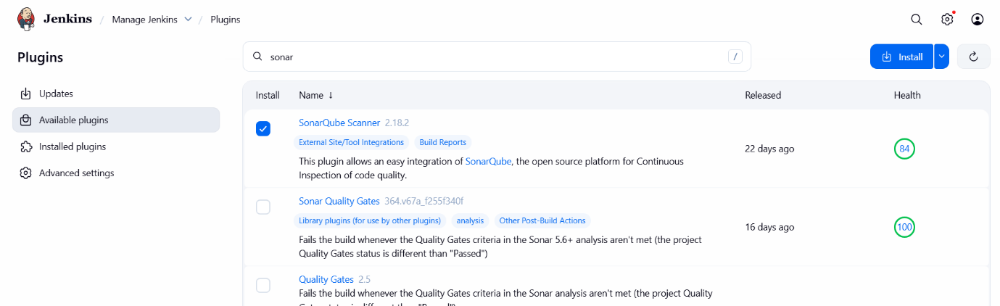 Jenkins / Manage Jenkins / Plugins
Plugins
sonar /
Install
Updates
Available plugins
Installed plugins
Advanced settings
Install Name ↓ Released Health
SonarQube Scanner 2.18.2
External Site/Tool Integrations Build Reports
This plugin allows an easy integration of SonarQube, the open source platform for Continuous
Inspection of code quality.
22 days ago
84
Sonar Quality Gates 364.v67a_f255f340f
Library plugins (for use by other plugins) analysis Other Post-Build Actions
Fails the build whenever the Quality Gates criteria in the Sonar 5.6+ analysis aren't met (the project
Quality Gates status is different than "Passed")
16 days ago
100
Quality Gates 2.5
Fails the build whenever the Quality Gates criteria in the Sonar analysis aren't met (the project Quality